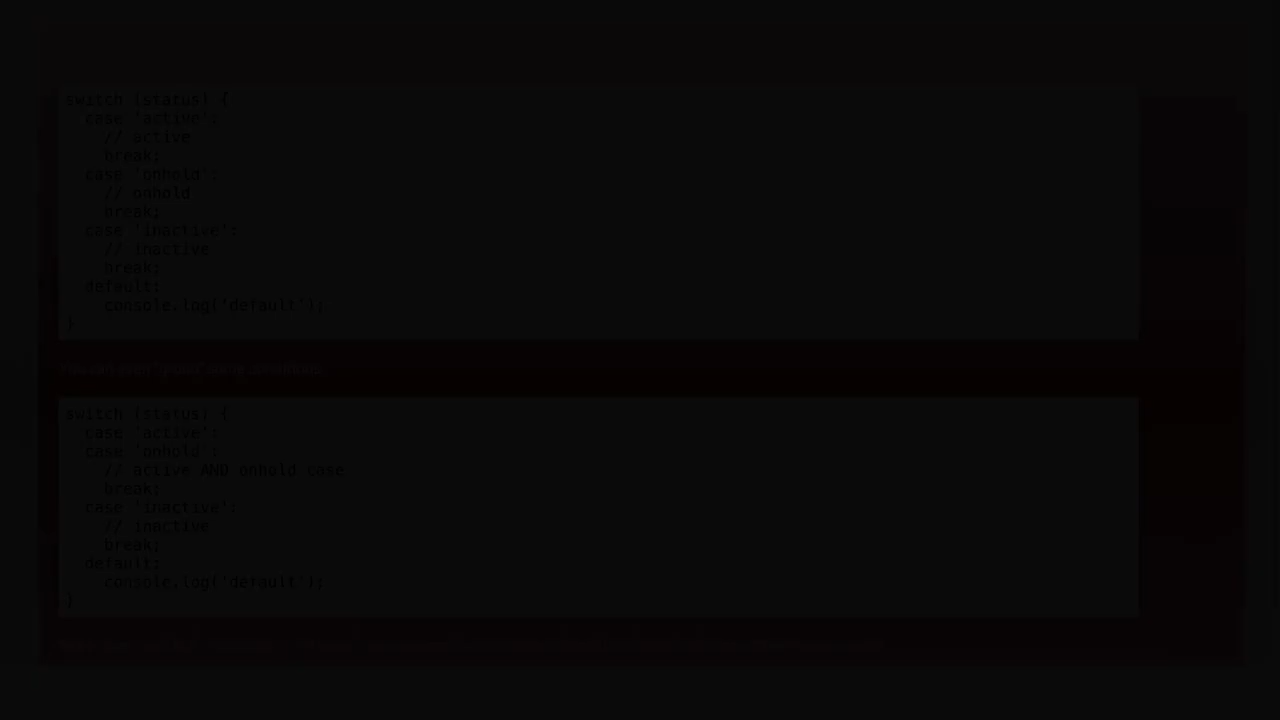 switch (status) {
  case 'active':
    // active
    break;
  case 'onhold':
    // onhold
    break;
  case 'inactive':
    // inactive
    break;
  default:
    console.log('default');
}
switch (status) {
  case 'active':
  case 'onhold':
    // active AND onhold case
    break;
  case 'inactive':
    // inactive
    break;
  default:
    console.log('default');
}